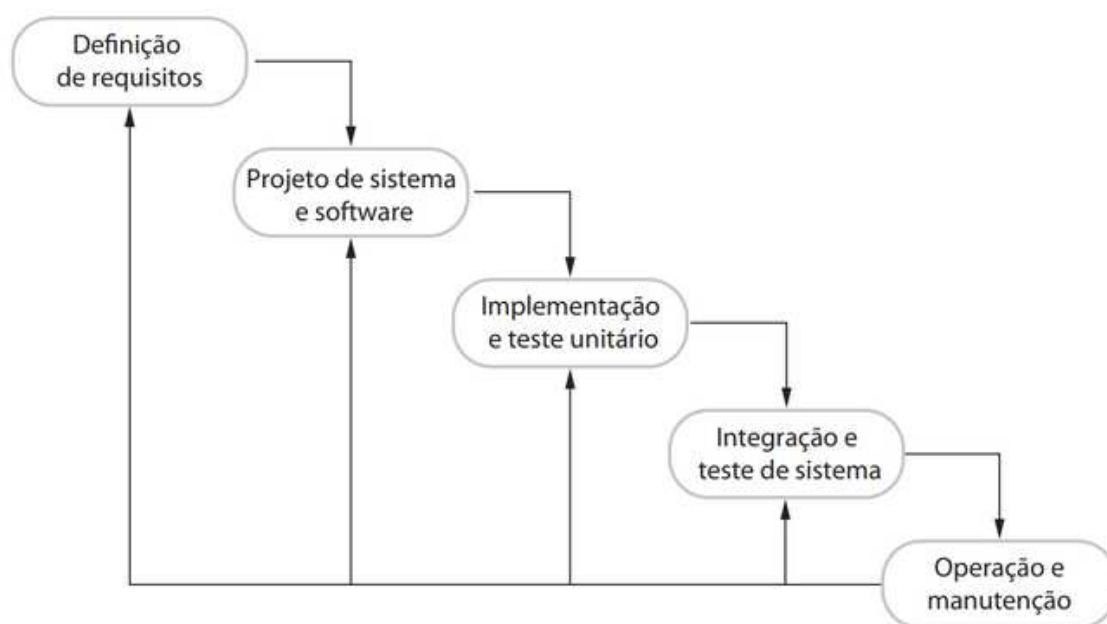 Definição
de requisitos
Projeto de sistema
e software
Implementação
e teste unitário
Integração e
teste de sistema
Operação e
manutenção